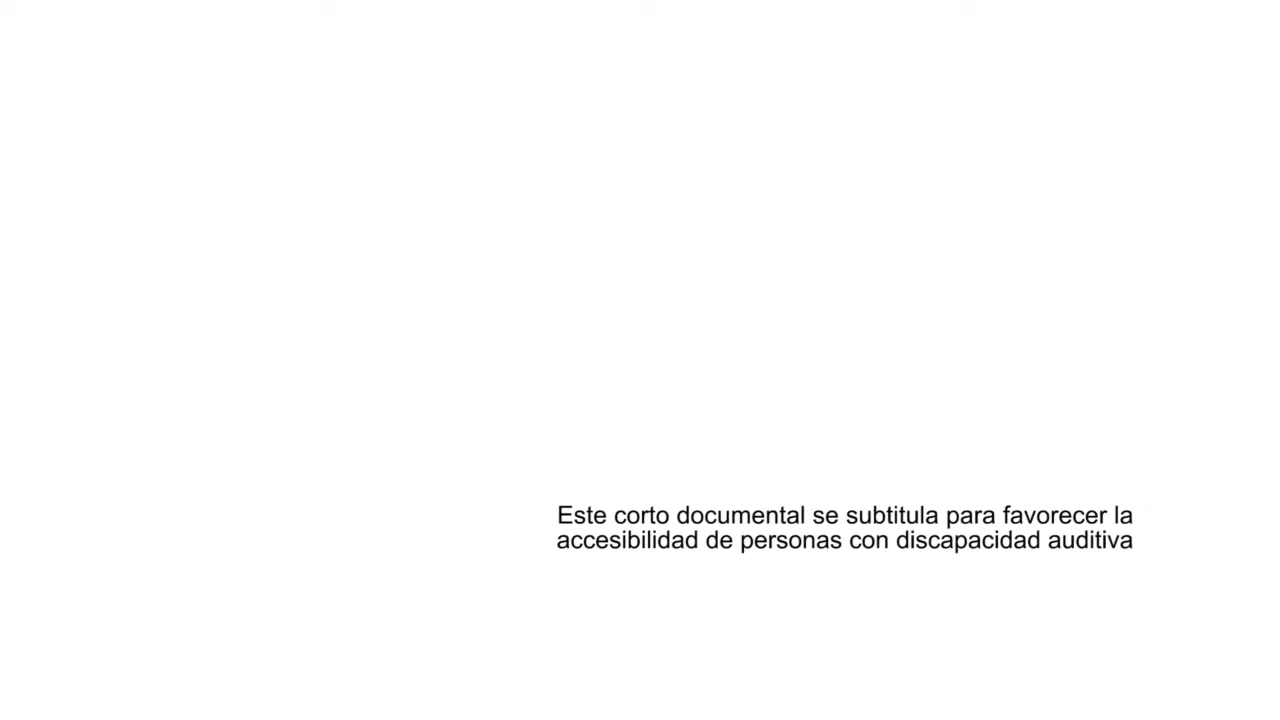 Este corto documental se subtitula para favorecer la
accesibilidad de personas con discapacidad auditiva